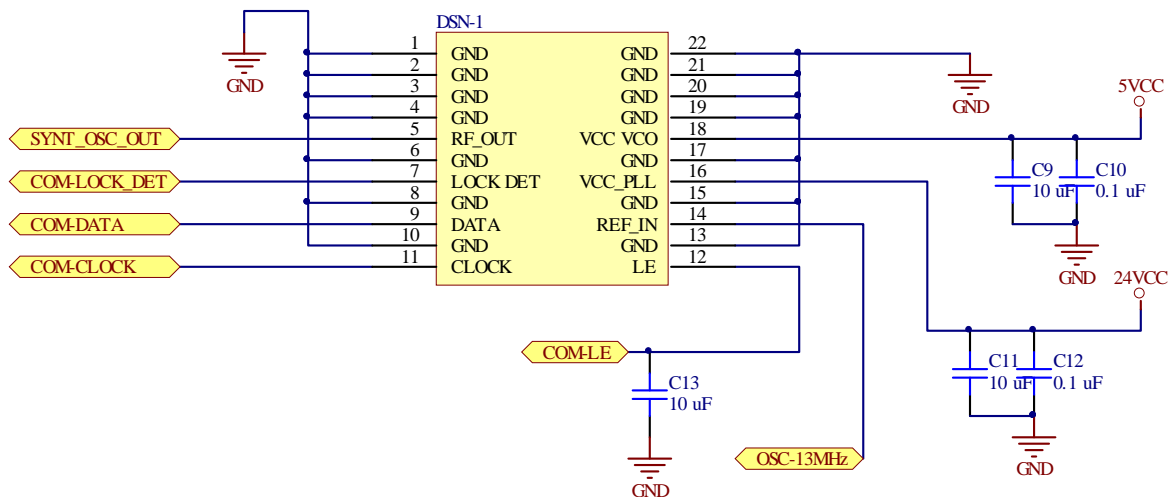 DSN-1
1 GND GND 22
2 GND GND 21
3 GND GND 20
4 GND GND 19
SYNT_OSC_OUT 5 RF_OUT VCC VCO 18
6 GND GND 17
COM-LOCK_DET 7 LOCK DET VCC_PLL 16
8 GND GND 15
COM-DATA 9 DATA REF_IN 14
10 GND GND 13
COM-CLOCK 11 CLOCK LE 12
GND
GND
5VCC
C9 C10
10 uF 0.1 uF
GND
24VCC
COM-LE
C11 C12
10 uF 0.1 uF
C13
10 uF
GND
OSC-13MHz
GND